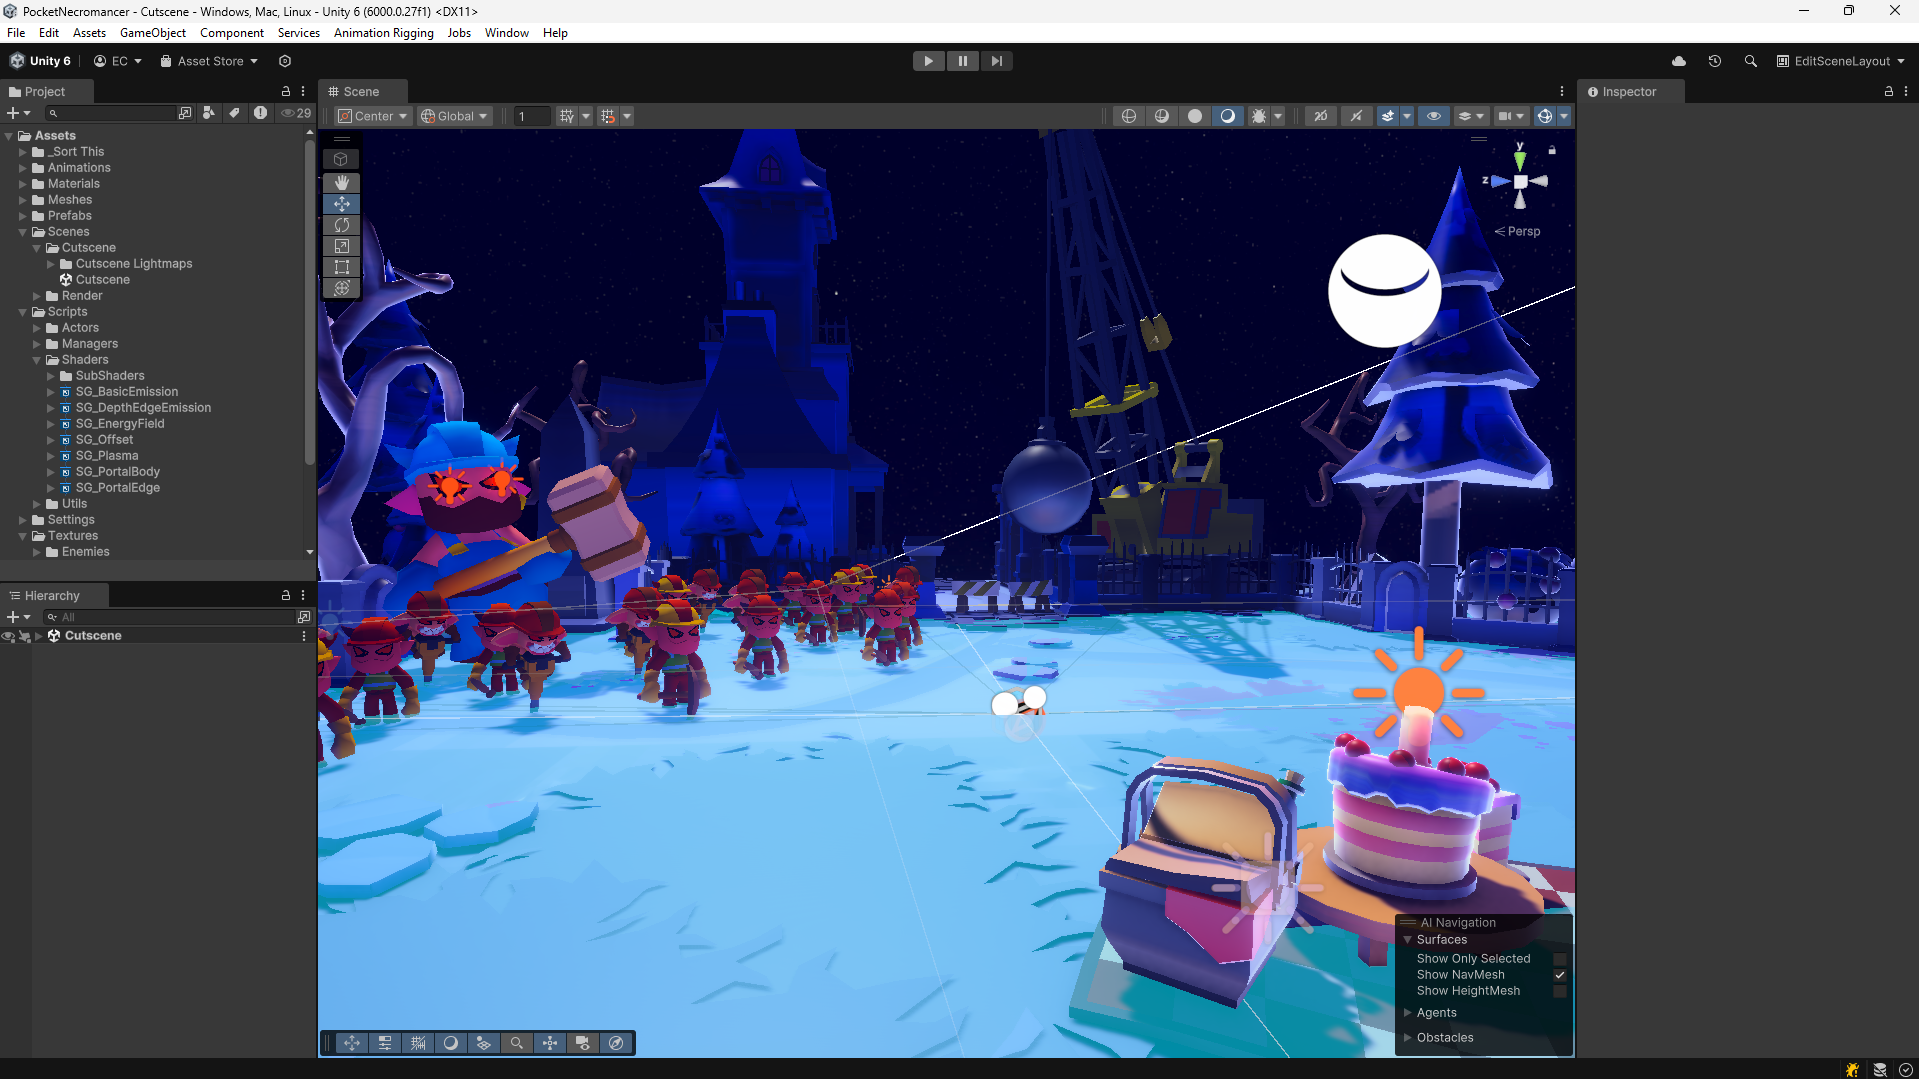 PocketNecromancer - Cutscene - Windows, Mac, Linux - Unity 6 (6000.0.27f1) <DX11>
File Edit Assets GameObject Component Services Animation Rigging Jobs Window Help
Unity 6 EC Asset Store EditSceneLayout
Project
29
Assets
_Sort This
Animations
Materials
Meshes
Prefabs
Scenes
Cutscene
Cutscene Lightmaps
Cutscene
Render
Scripts
Actors
Managers
Shaders
SubShaders
SG_BasicEmission
SG_DepthEdgeEmission
SG_EnergyField
SG_Offset
SG_Plasma
SG_PortalBody
SG_PortalEdge
Utils
Settings
Textures
Enemies
Hierarchy
All
Cutscene
Scene
Center Global 1 2D
y
z
Persp
AI Navigation
Surfaces
Show Only Selected
Show NavMesh
Show HeightMesh
Agents
Obstacles
Inspector